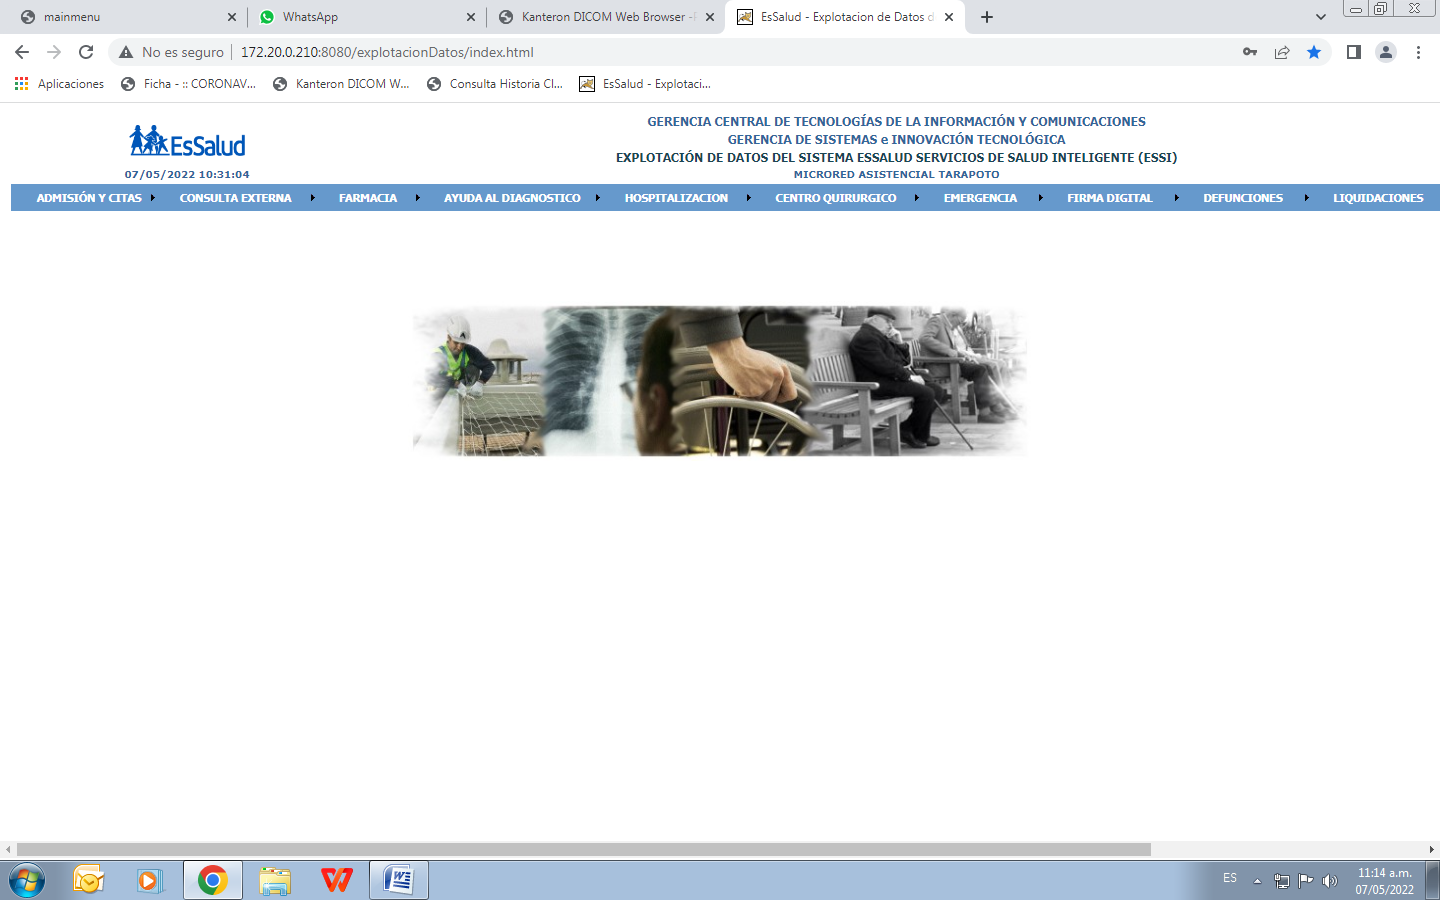 mainmenu
WhatsApp
Kanteron DICOM Web Browser -
EsSalud - Explotacion de Datos d
No es seguro
172.20.0.210:8080/explotacionDatos/index.html
Aplicaciones
Ficha - :: CORONAV...
Kanteron DICOM W...
Consulta Historia Cl...
EsSalud - Explotaci...
EsSalud
07/05/2022 10:31:04
GERENCIA CENTRAL DE TECNOLOGÍAS DE LA INFORMACIÓN Y COMUNICACIONES
GERENCIA DE SISTEMAS e INNOVACIÓN TECNOLÓGICA
EXPLOTACIÓN DE DATOS DEL SISTEMA ESSALUD SERVICIOS DE SALUD INTELIGENTE (ESSI)
MICRORED ASISTENCIAL TARAPOTO
ADMISIÓN Y CITAS
CONSULTA EXTERNA
FARMACIA
AYUDA AL DIAGNOSTICO
HOSPITALIZACION
CENTRO QUIRURGICO
EMERGENCIA
FIRMA DIGITAL
DEFUNCIONES
LIQUIDACIONES
ES
11:14 a.m.
07/05/2022